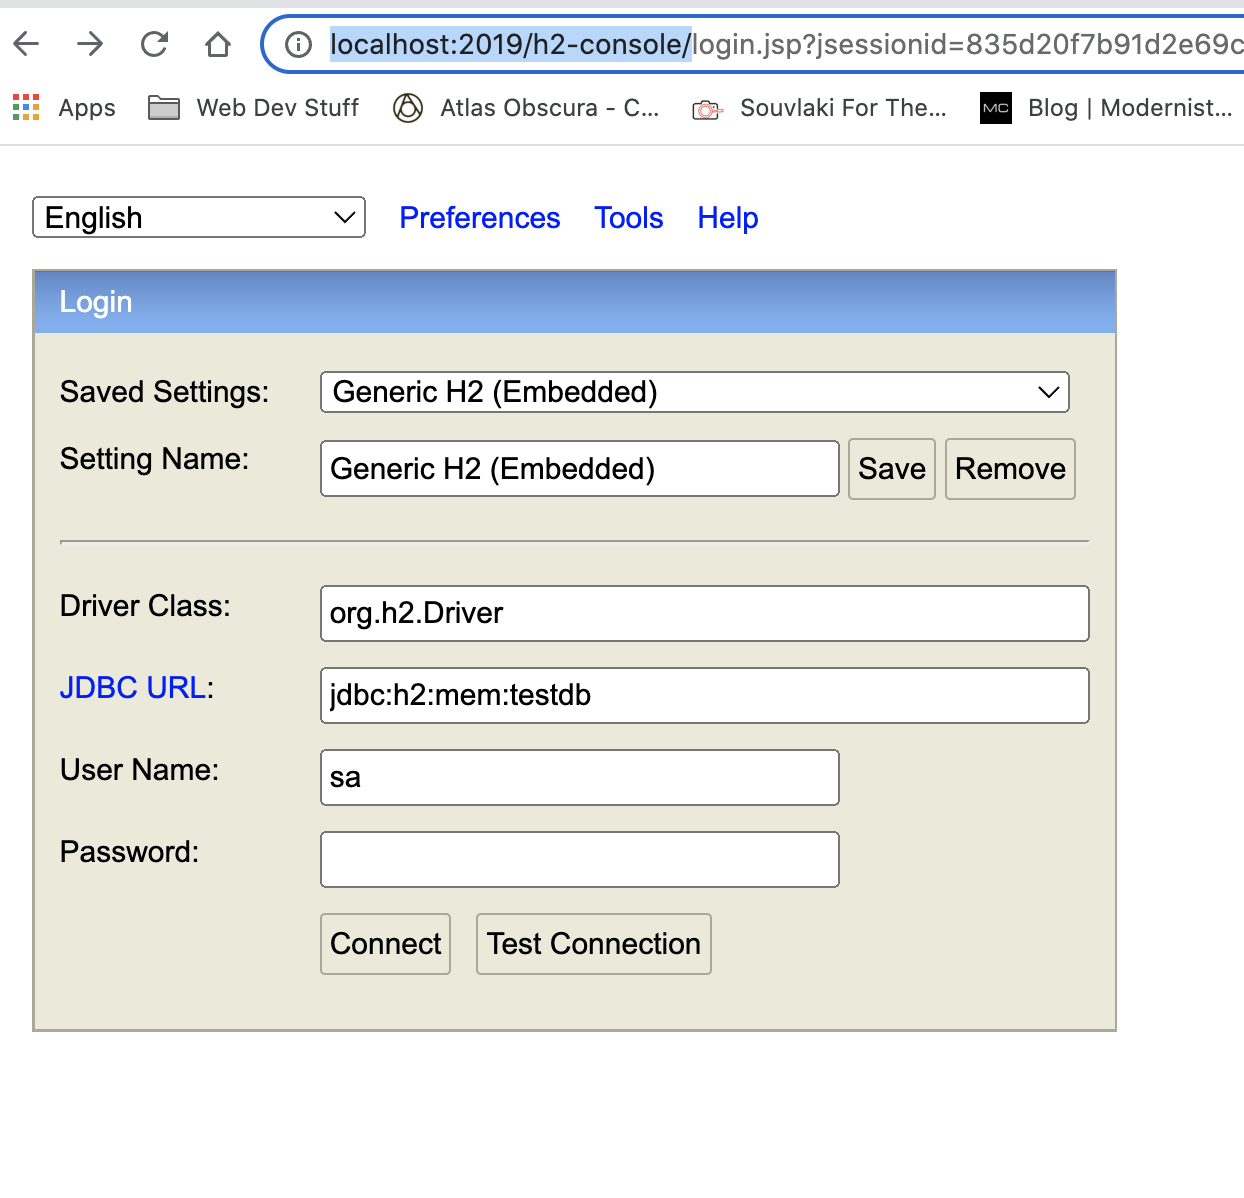 localhost:2019/h2-console/login.jsp?jsessionid=835d20f7b91d2e69c
Apps Web Dev Stuff Atlas Obscura - C... Souvlaki For The... MC Blog | Modernist...
English Preferences Tools Help
Login
Saved Settings: Generic H2 (Embedded)
Setting Name: Generic H2 (Embedded) Save Remove
Driver Class: org.h2.Driver
JDBC URL: jdbc:h2:mem:testdb
User Name: sa
Password:
Connect Test Connection